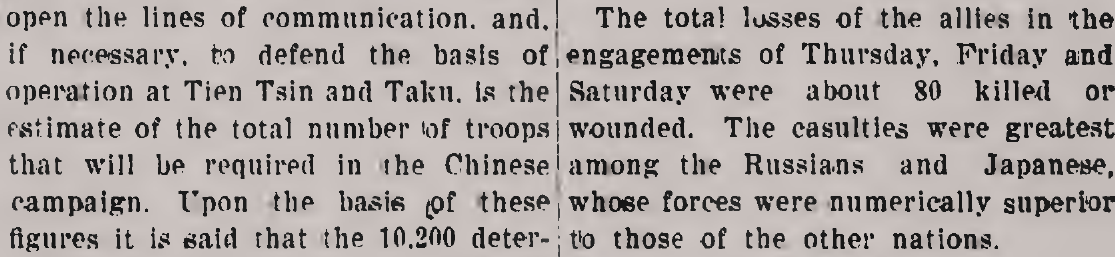 open the lines of communication, and,
if necessary, to defend the basis of
operation at Tien Tsin and Taku, is the
estimate of the total number of troops
that will be required in the Chinese
campaign. Upon the basis of these
figures it is said that the 10,200 deter-
The total losses of the allies in the
engagements of Thursday, Friday and
Saturday were about 80 killed or
wounded. The casulties were greatest
among the Russians and Japanese,
whose forces were numerically superior
to those of the other nations.